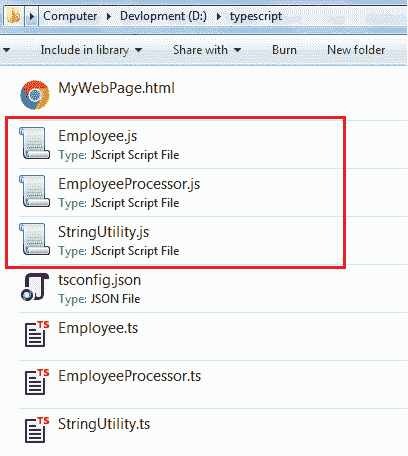 Computer Devlopment (D:) typescript
Include in library Share with Burn New folder
MyWebPage.html
Employee.js
Type: JScript Script File
EmployeeProcessor.js
Type: JScript Script File
StringUtility.js
Type: JScript Script File
tsconfig.json
Type: JSON File
TS
Employee.ts
TS
EmployeeProcessor.ts
TS
StringUtility.ts